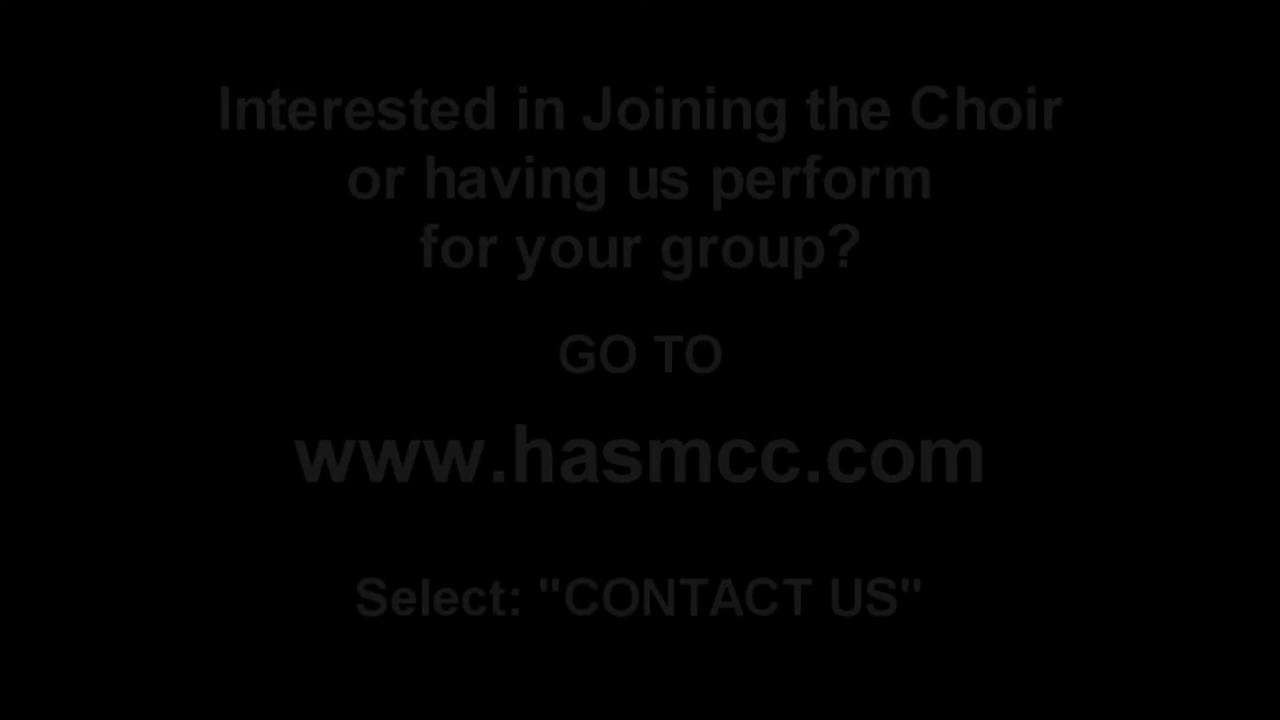 Interested in Joining the Choir
or having us perform
for your group?
GO TO
www.hasmcc.com
Select: "CONTACT US"